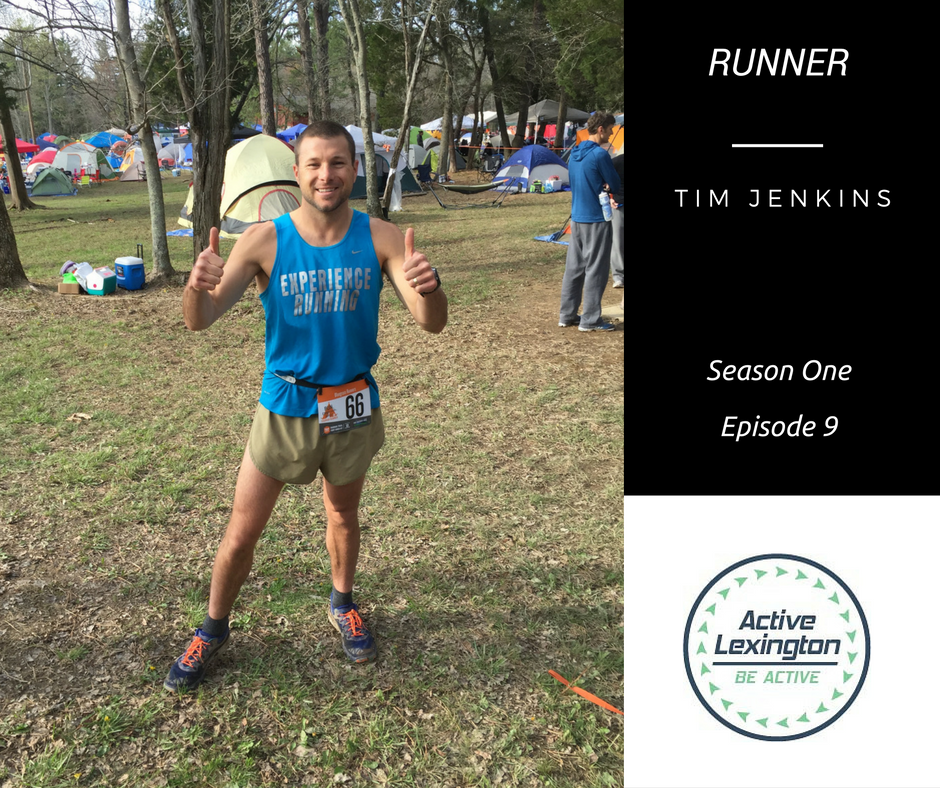 EXPERIENCE
RUNNING
66
RUNNER
TIM JENKINS
Season One
Episode 9
Active
Lexington
BE ACTIVE